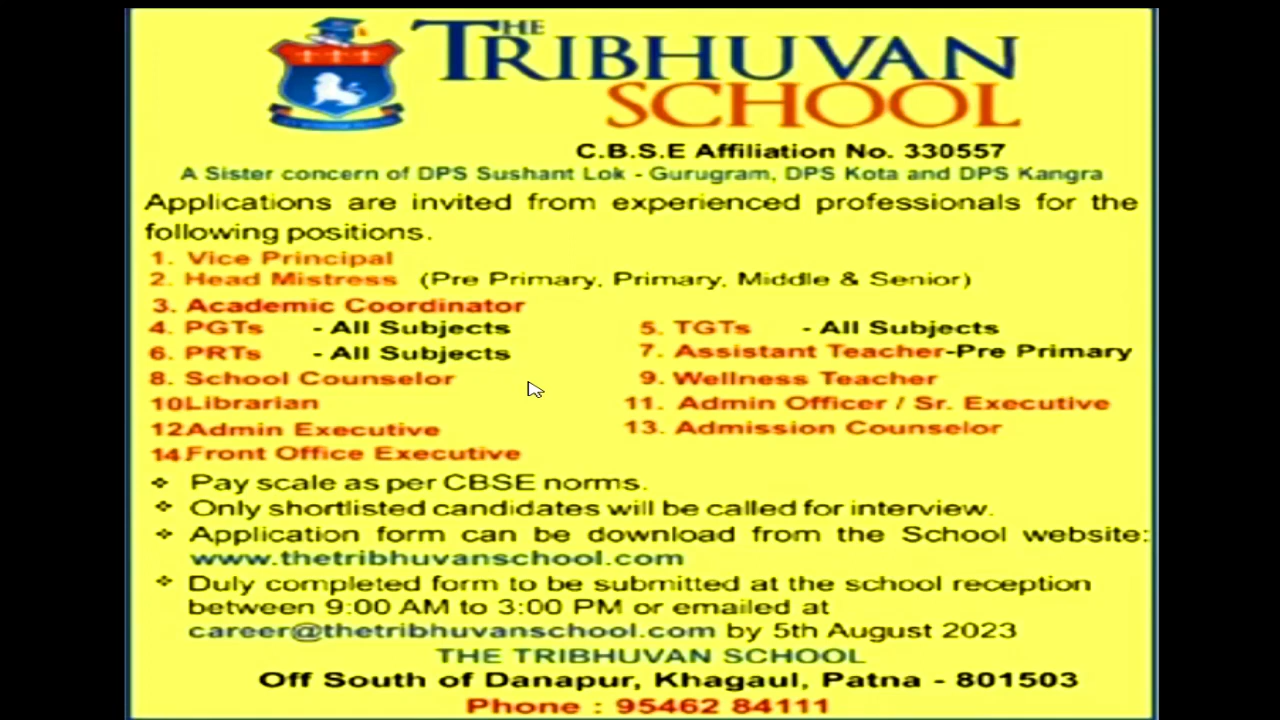 THE
TRIBHUVAN
SCHOOL
C.B.S.E Affiliation No. 330557
A Sister concern of DPS Sushant Lok - Gurugram, DPS Kota and DPS Kangra
Applications are invited from experienced professionals for the
following positions.
1. Vice Principal
2. Head Mistress (Pre Primary, Primary, Middle & Senior)
3. Academic Coordinator
4. PGTs - All Subjects 5. TGTs - All Subjects
6. PRTs - All Subjects 7. Assistant Teacher-Pre Primary
8. School Counselor 9. Wellness Teacher
10Librarian 11. Admin Officer / Sr. Executive
12Admin Executive 13. Admission Counselor
14.Front Office Executive
❖ Pay scale as per CBSE norms.
❖ Only shortlisted candidates will be called for interview.
❖ Application form can be download from the School website:
www.thetribhuvanschool.com
❖ Duly completed form to be submitted at the school reception
between 9:00 AM to 3:00 PM or emailed at
career@thetribhuvanschool.com by 5th August 2023
THE TRIBHUVAN SCHOOL
Off South of Danapur, Khagaul, Patna - 801503
Phone : 95462 84111